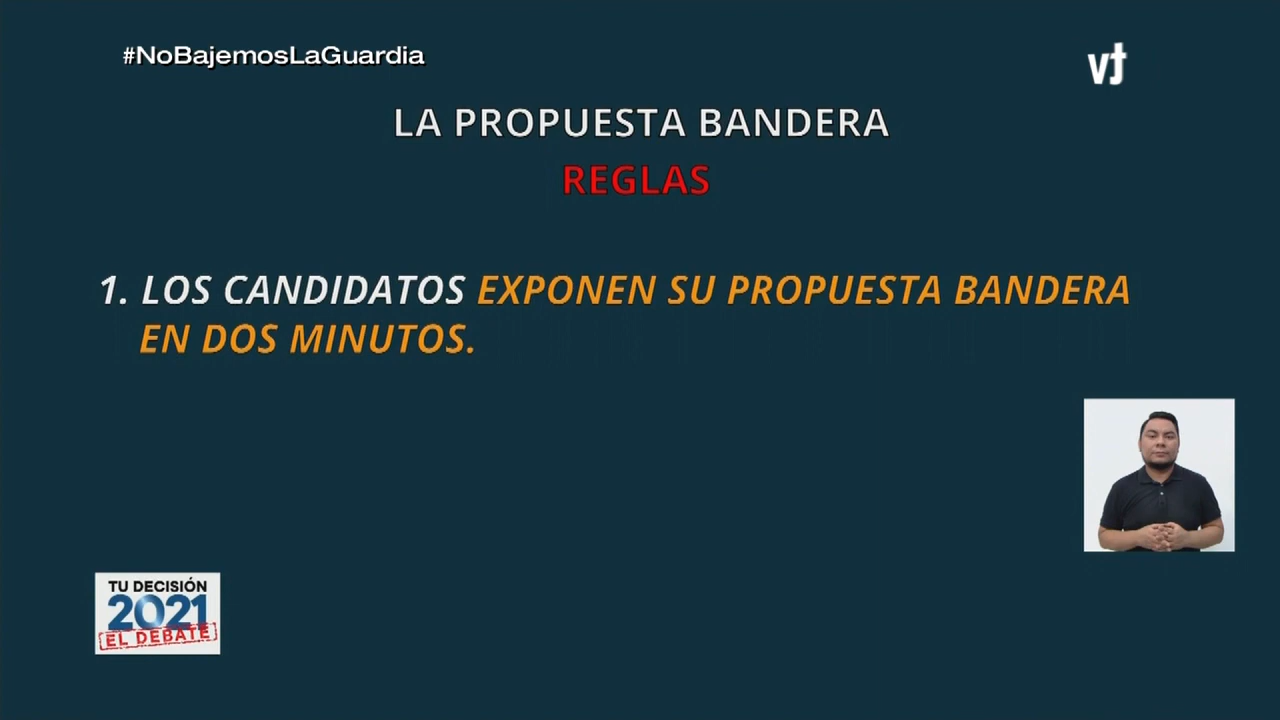 #NoBajemosLaGuardia
vt
LA PROPUESTA BANDERA
REGLAS
1. LOS CANDIDATOS EXPONEN SU PROPUESTA BANDERA
EN DOS MINUTOS.
TU DECISIÓN
2021
EL DEBATE